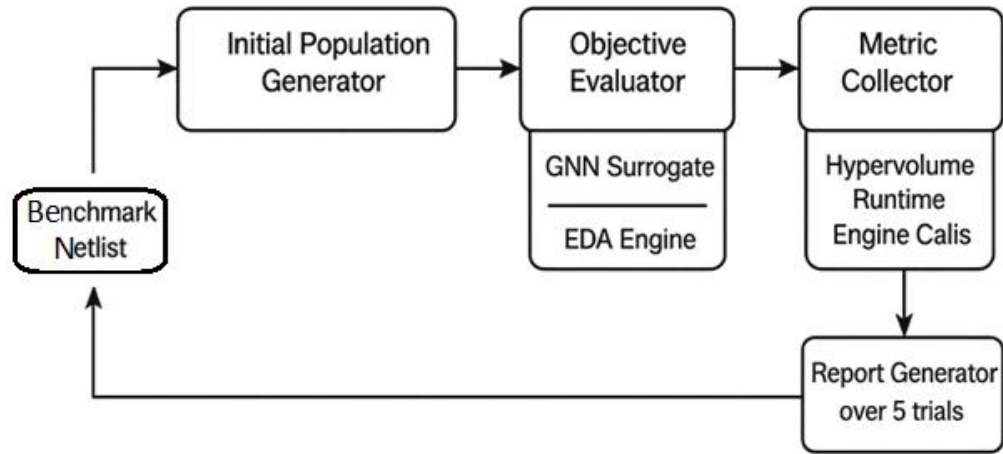 Initial Population
Generator
Objective
Evaluator
GNN Surrogate
EDA Engine
Metric
Collector
Hypervolume
Runtime
Engine Calis
Benchmark
Netlist
Report Generator
over 5 trials